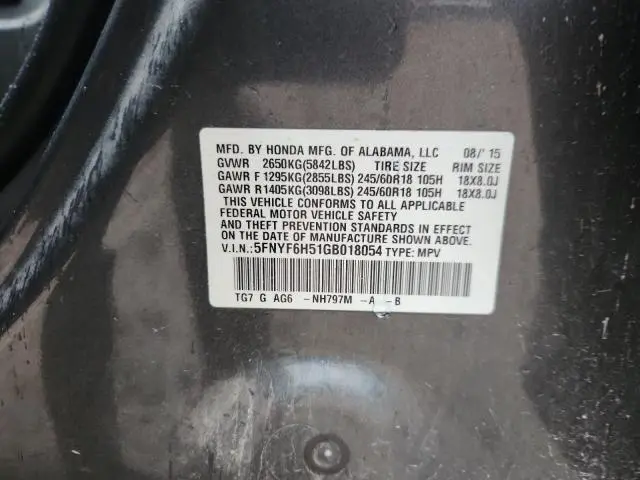 MFD. BY HONDA MFG. OF ALABAMA, LLC 08/'15
GVWR 2650KG(5842LBS) TIRE SIZE RIM SIZE
GAWR F 1295KG(2855LBS) 245/60R18 105H 18X8.0J
GAWR R1405KG(3098LBS) 245/60R18 105H 18X8.0J
THIS VEHICLE CONFORMS TO ALL APPLICABLE
FEDERAL MOTOR VEHICLE SAFETY
AND THEFT PREVENTION STANDARDS IN EFFECT
ON THE DATE OF MANUFACTURE SHOWN ABOVE.
V.I.N.:5FNYF6H51GB018054 TYPE: MPV
TG7 G AG6 -NH797M -A -B